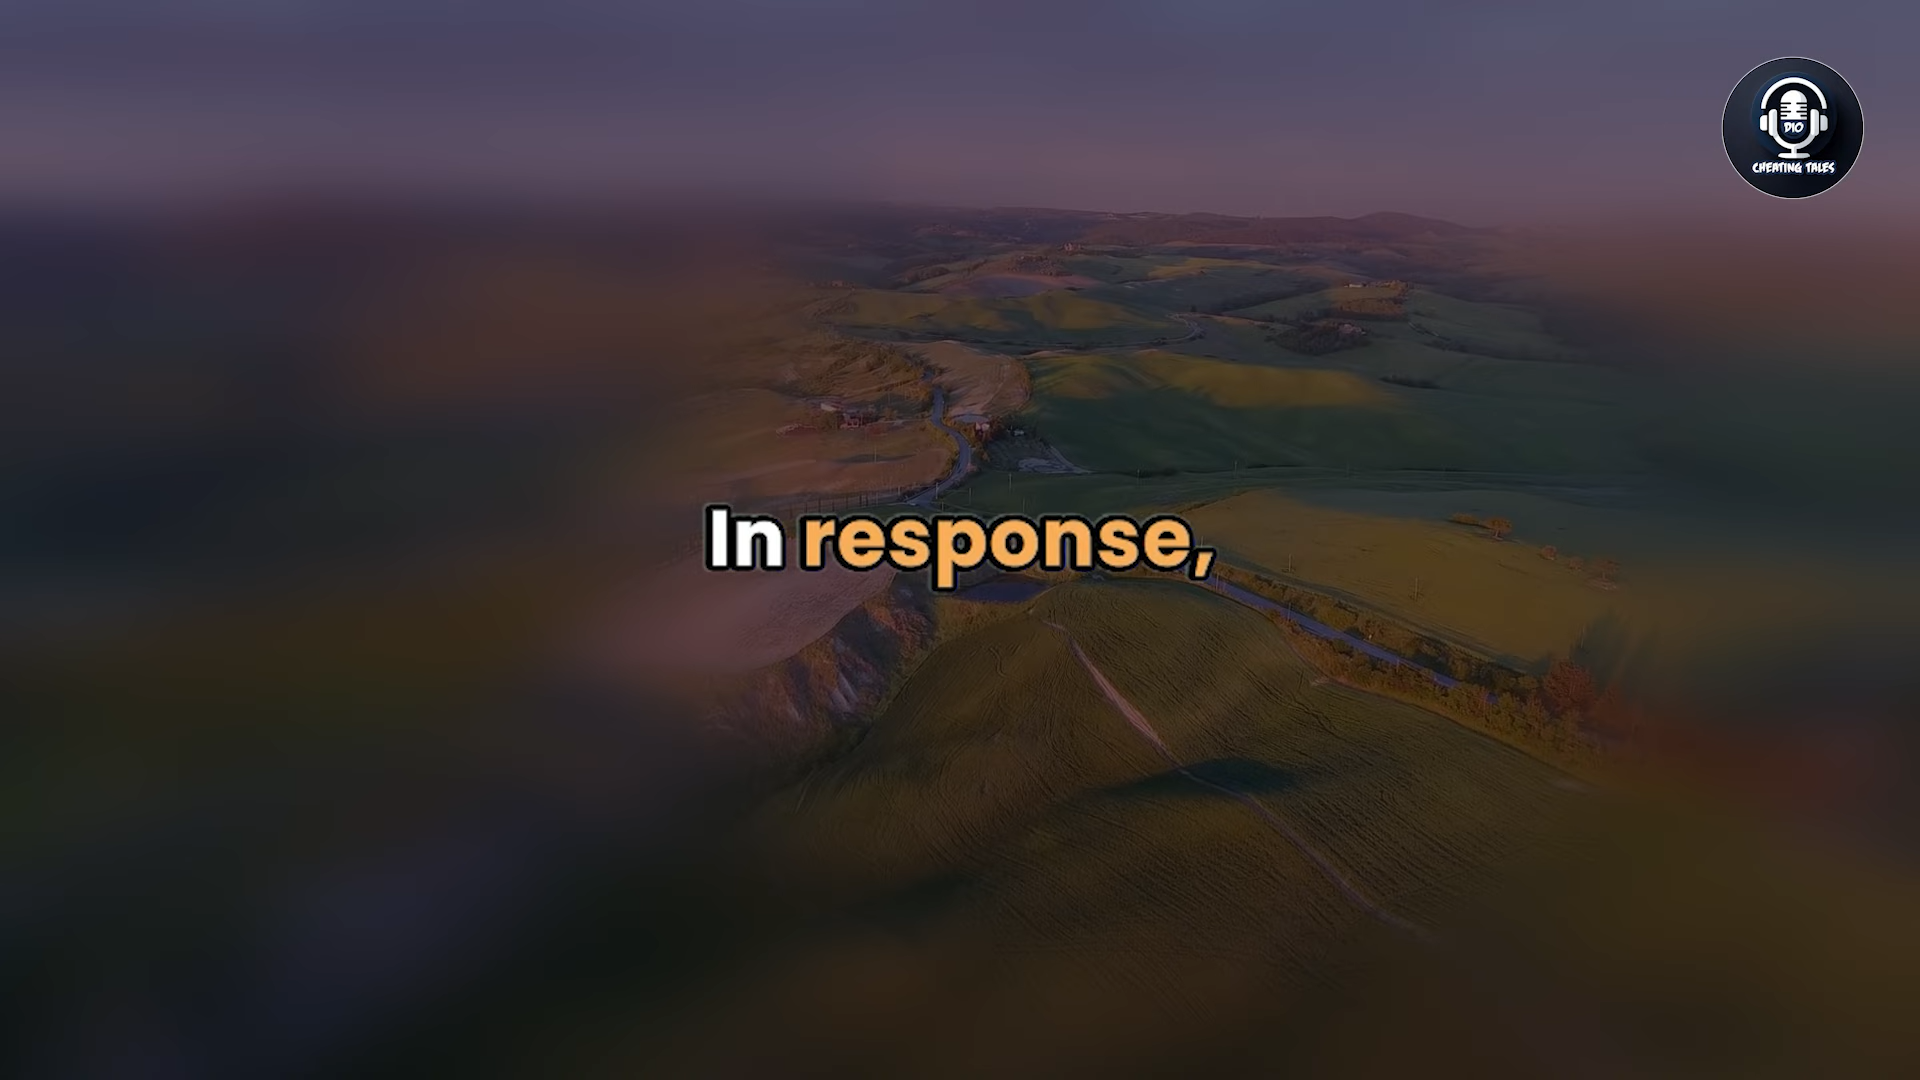 DIO
CHEATING TALES
In response,